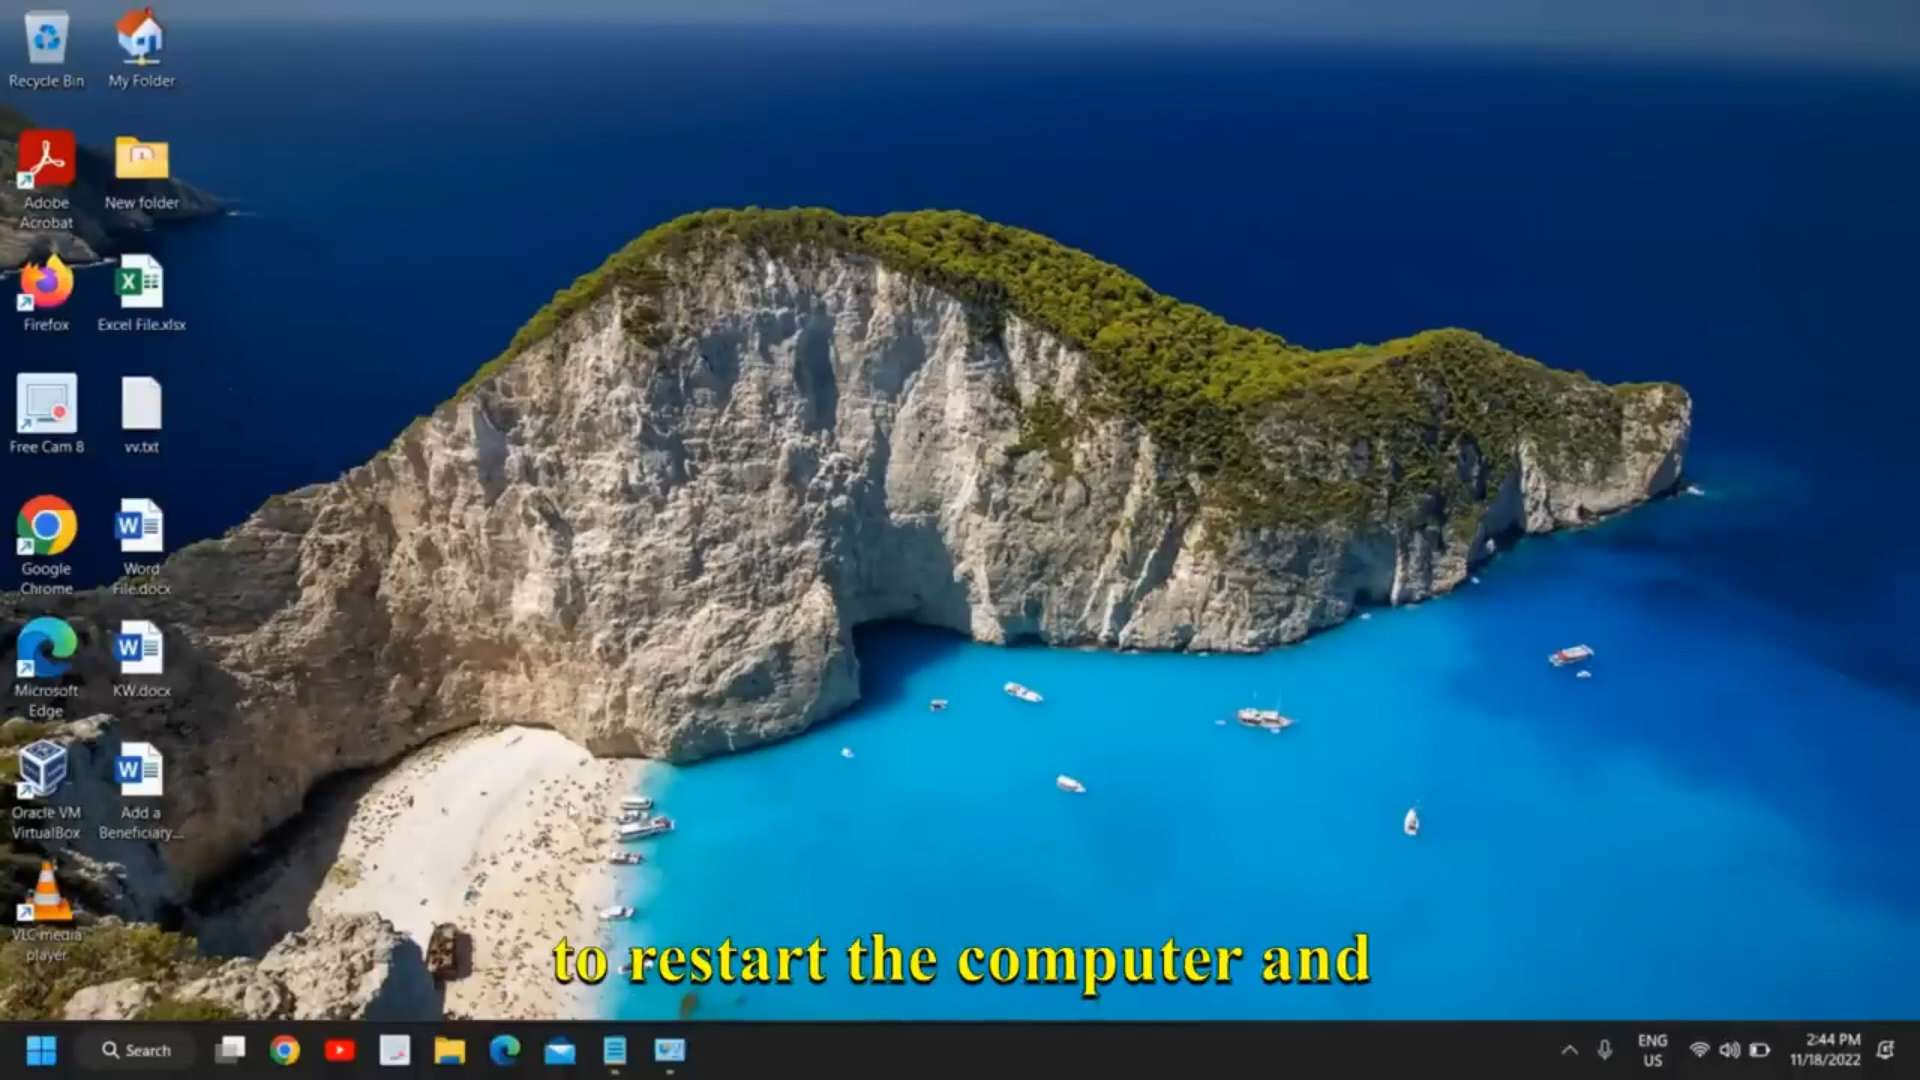 Recycle Bin
My Folder
Adobe
Acrobat
New folder
Firefox
Excel File.xlsx
Free Cam 8
vv.txt
Google
Chrome
Word
File.docx
Microsoft
Edge
KW.docx
Oracle VM
VirtualBox
Add a
Beneficiary...
VLC media
player
to restart the computer and
Search
ENG
US
2:44 PM
11/18/2022